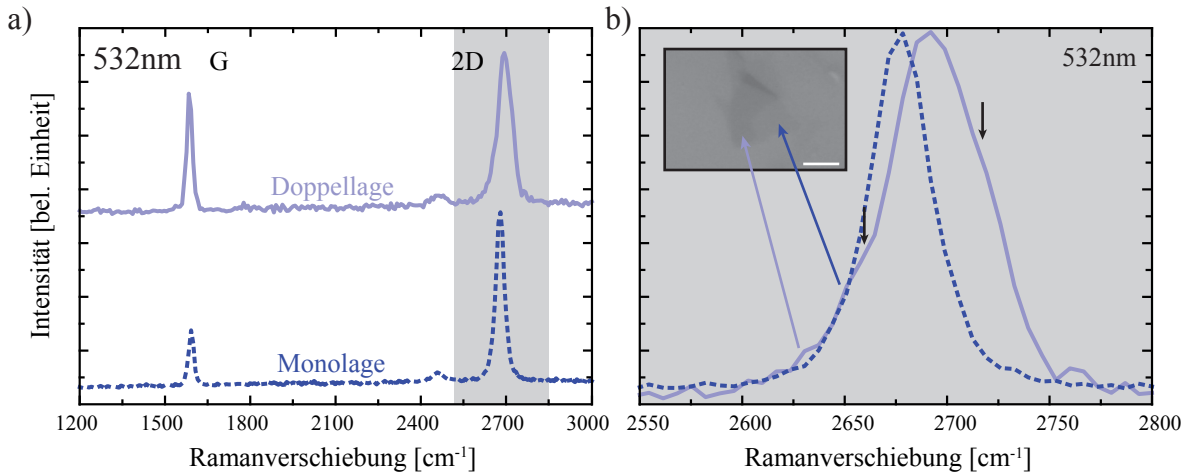 a)
532nm
G
2D
Doppellage
Monolage
Intensität [bel. Einheit]
1200 1500 1800 2100 2400 2700 3000
Ramanverschiebung [cm⁻¹]
b)
532nm
2550 2600 2650 2700 2750 2800
Ramanverschiebung [cm⁻¹]